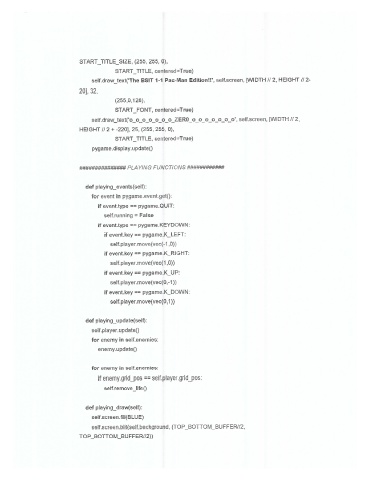 START_TITLE_SIZE, (255, 255, 0),
START_TITLE, centered=True)
self.draw_text("The BSIT 1-1 Pac-Man Edition!!", self.screen, [WIDTH // 2, HEIGHT // 2-
20], 32,
(255,0,128),
START_FONT, centered=True)
self.draw_text('o_o_o_o_o_o_ZER0_o_o_o_o_o_o_o', self.screen, [WIDTH // 2,
HEIGHT // 2 + -220], 25, (255, 255, 0),
START_TITLE, centered=True)
pygame.display.update()
############### PLAYING FUNCTIONS ############
def playing_events(self):
for event in pygame.event.get():
if event.type == pygame.QUIT:
self.running = False
if event.type == pygame.KEYDOWN:
if event.key == pygame.K_LEFT:
self.player.move(vec(-1,0))
if event.key == pygame.K_RIGHT:
self.player.move(vec(1,0))
if event.key == pygame.K_UP:
self.player.move(vec(0,-1))
if event.key == pygame.K_DOWN:
self.player.move(vec(0,1))
def playing_update(self):
self.player.update()
for enemy in self.enemies:
enemy.update()
for enemy in self.enemies:
if enemy.grid_pos == self.player.grid_pos:
self.remove_life()
def playing_draw(self):
self.screen.fill(BLUE)
self.screen.blit(self.background, (TOP_BOTTOM_BUFFER//2,
TOP_BOTTOM_BUFFER//2))